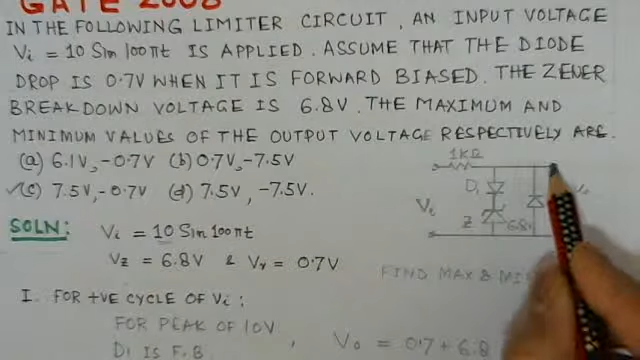 GATE 2008
IN THE FOLLOWING LIMITER CIRCUIT, AN INPUT VOLTAGE
Vi = 10 Sin 100πt IS APPLIED. ASSUME THAT THE DIODE
DROP IS 0.7V WHEN IT IS FORWARD BIASED. THE ZENER
BREAKDOWN VOLTAGE IS 6.8V. THE MAXIMUM AND
MINIMUM VALUES OF THE OUTPUT VOLTAGE RESPECTIVELY ARE.
(a) 6.1V, -0.7V (b) 0.7V, -7.5V
✓(c) 7.5V, -0.7V (d) 7.5V, -7.5V.
1KΩ
D1
Vi
Z
6.8V
SOLN: Vi = 10 Sin 100πt
VZ = 6.8V & Vγ = 0.7V
FIND MAX &
I. FOR +VE CYCLE OF Vi:
FOR PEAK OF 10V
D1 IS F.B , Vo = 0.7 + 6.8